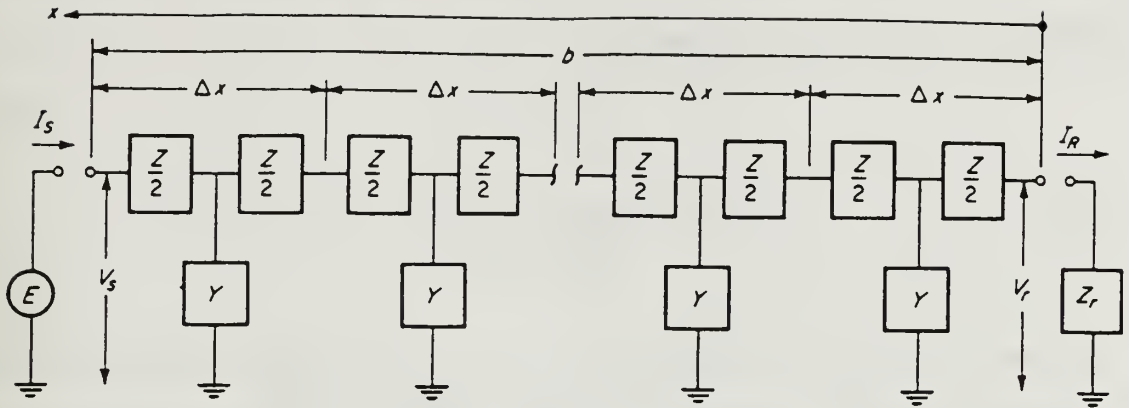 x
b
Δx Δx Δx Δx
I_S I_R
Z/2 Z/2 Z/2 Z/2 Z/2 Z/2 Z/2 Z/2
E V_s Y Y Y Y V_r Z_r